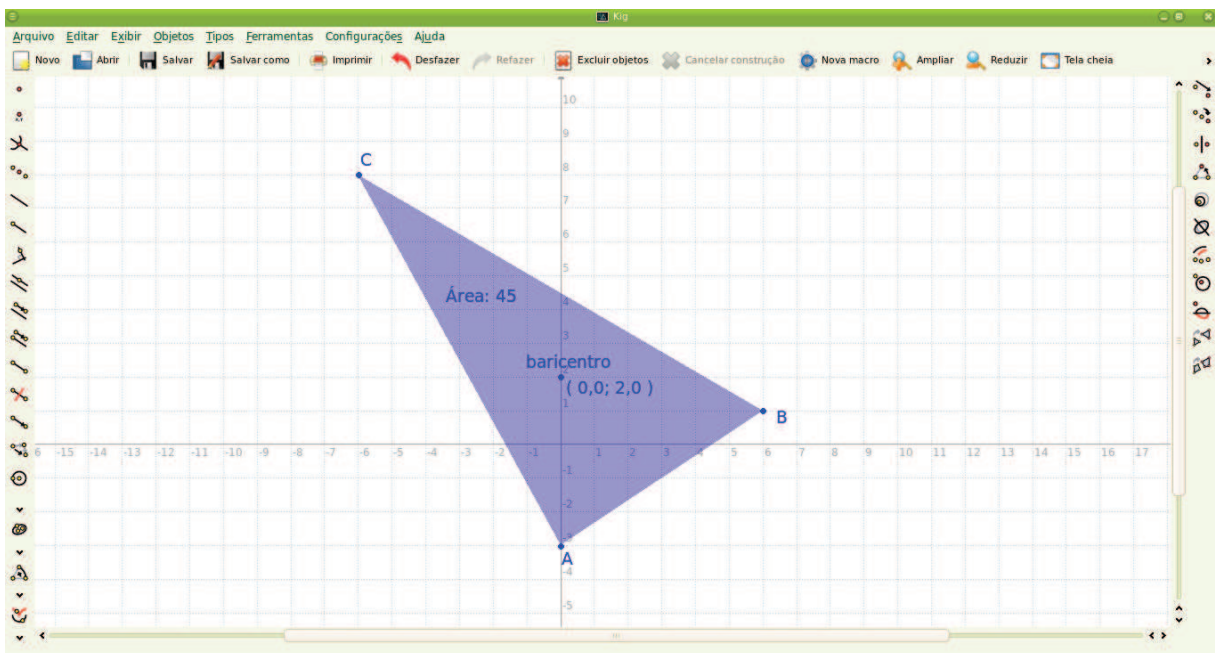 Kig
Arquivo Editar Exibir Objetos Tipos Ferramentas Configurações Ajuda
Novo Abrir Salvar Salvar como Imprimir Desfazer Refazer Excluir objetos Cancelar construção Nova macro Ampliar Reduzir Tela cheia
10
9
C
8
7
6
5
Área: 45
4
3
baricentro
2
( 0,0; 2,0 )
1
B
6 -15 -14 -13 -12 -11 -10 -9 -8 -7 -6 -5 -4 -3 -2 -1 1 2 3 4 5 6 7 8 9 10 11 12 13 14 15 16 17
-1
-2
-3
A
-4
-5